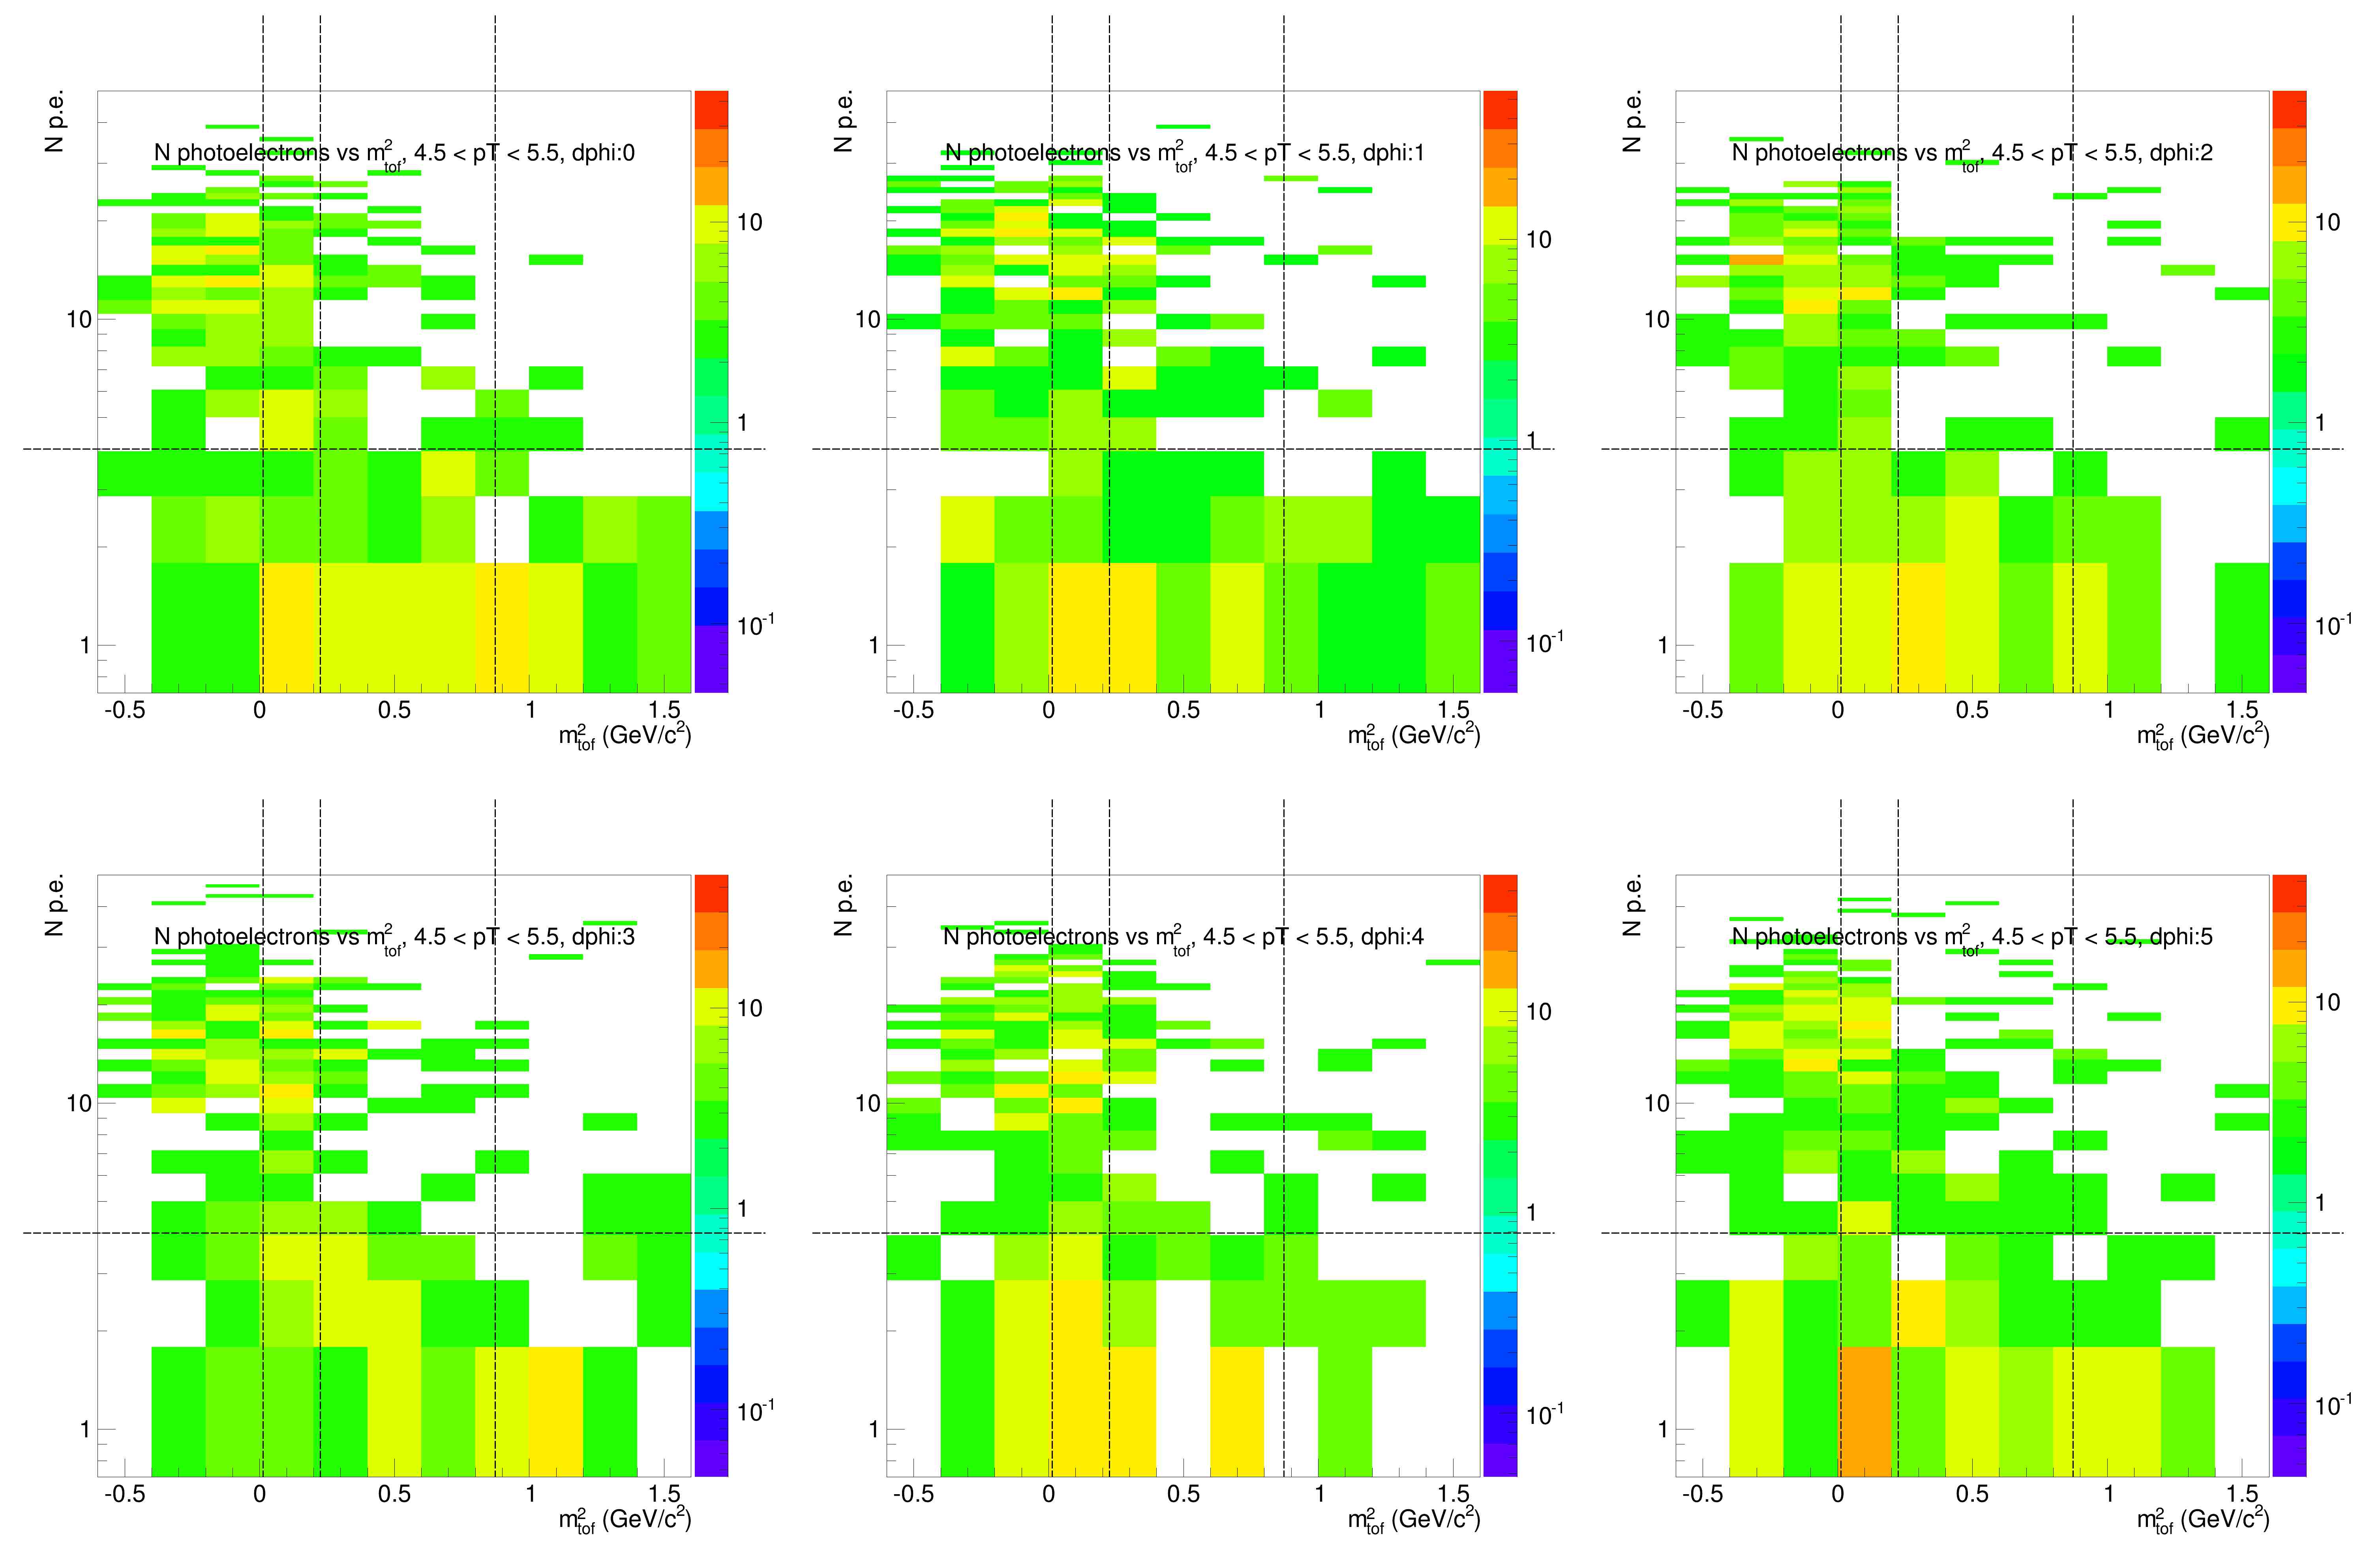 N p.e.
N photoelectrons vs m²tof, 4.5 < pT < 5.5, dphi:0
10
1
10
1
10⁻¹
-0.5 0 0.5 1 1.5
m²tof (GeV/c²)
N p.e.
N photoelectrons vs m²tof, 4.5 < pT < 5.5, dphi:1
10
1
10
1
10⁻¹
-0.5 0 0.5 1 1.5
m²tof (GeV/c²)
N p.e.
N photoelectrons vs m²tof, 4.5 < pT < 5.5, dphi:2
10
1
10
1
10⁻¹
-0.5 0 0.5 1 1.5
m²tof (GeV/c²)
N p.e.
N photoelectrons vs m²tof, 4.5 < pT < 5.5, dphi:3
10
1
10
1
10⁻¹
-0.5 0 0.5 1 1.5
m²tof (GeV/c²)
N p.e.
N photoelectrons vs m²tof, 4.5 < pT < 5.5, dphi:4
10
1
10
1
10⁻¹
-0.5 0 0.5 1 1.5
m²tof (GeV/c²)
N p.e.
N photoelectrons vs m²tof, 4.5 < pT < 5.5, dphi:5
10
1
10
1
10⁻¹
-0.5 0 0.5 1 1.5
m²tof (GeV/c²)